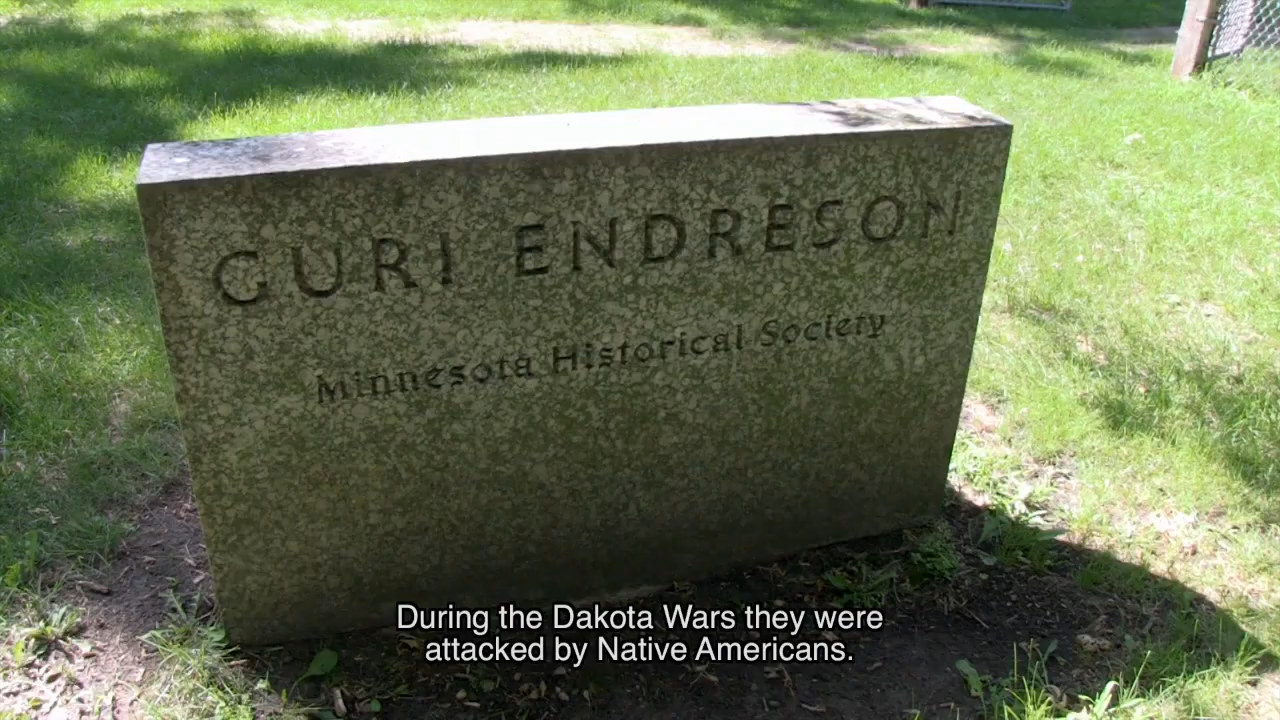 GURI ENDRESON
Minnesota Historical Society
During the Dakota Wars they were
attacked by Native Americans.